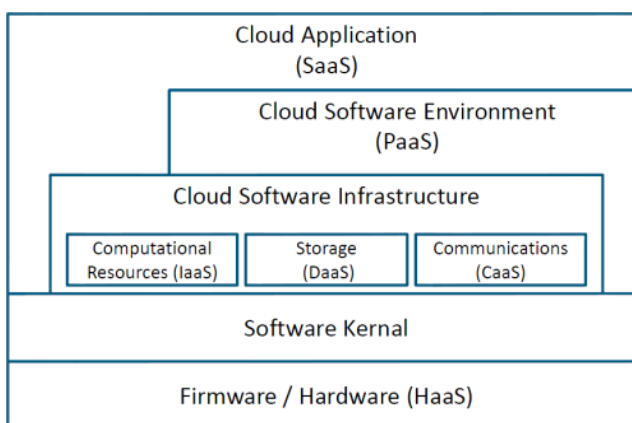 Cloud Application
(SaaS)
Cloud Software Environment
(PaaS)
Cloud Software Infrastructure
Computational
Resources (IaaS)
Storage
(DaaS)
Communications
(CaaS)
Software Kernal
Firmware / Hardware (HaaS)